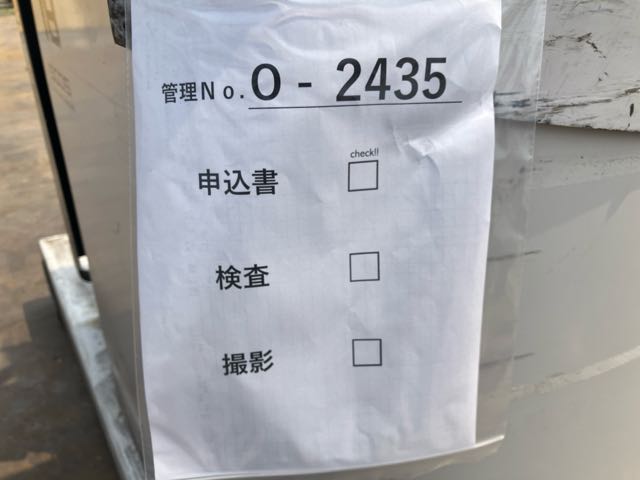 管理No. O - 2435
check!!
申込書 □
検査 □
撮影 □